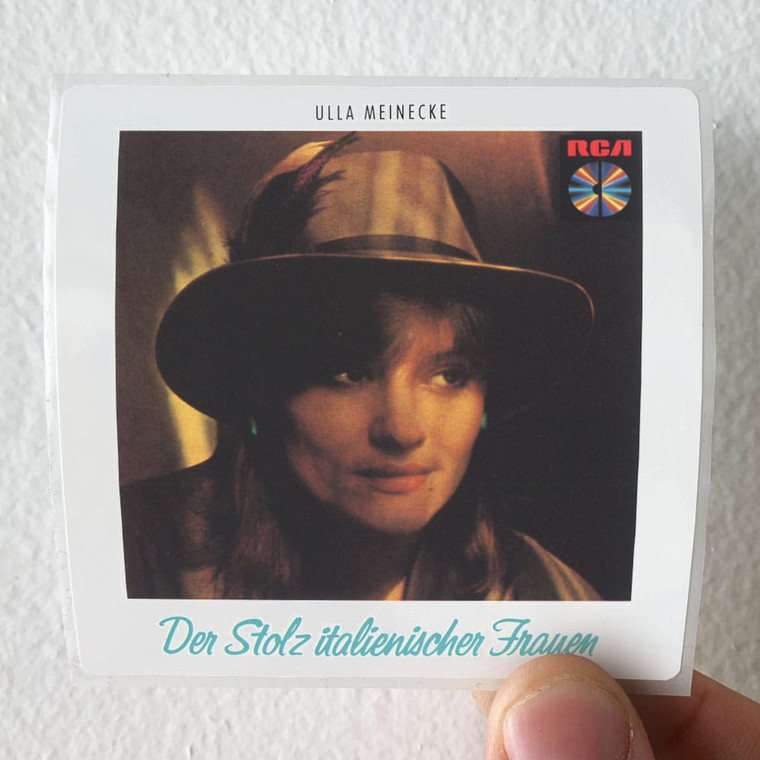 ULLA MEINECKE
RCA
Der Stolz italienischer Frauen